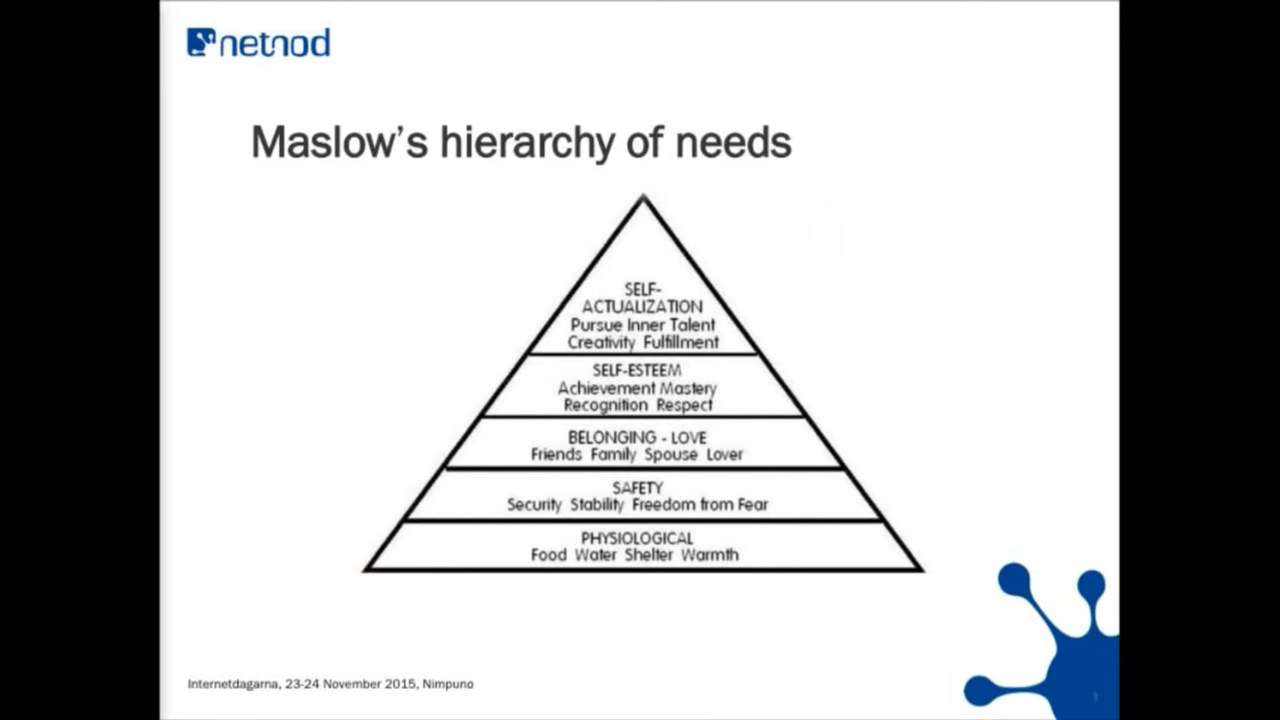 netnod
Maslow’s hierarchy of needs
SELF-
ACTUALIZATION
Pursue Inner Talent
Creativity Fulfillment
SELF-ESTEEM
Achievement Mastery
Recognition Respect
BELONGING - LOVE
Friends Family Spouse Lover
SAFETY
Security Stability Freedom from Fear
PHYSIOLOGICAL
Food Water Shelter Warmth
Internetdagarna, 23-24 November 2015, Nimpuno